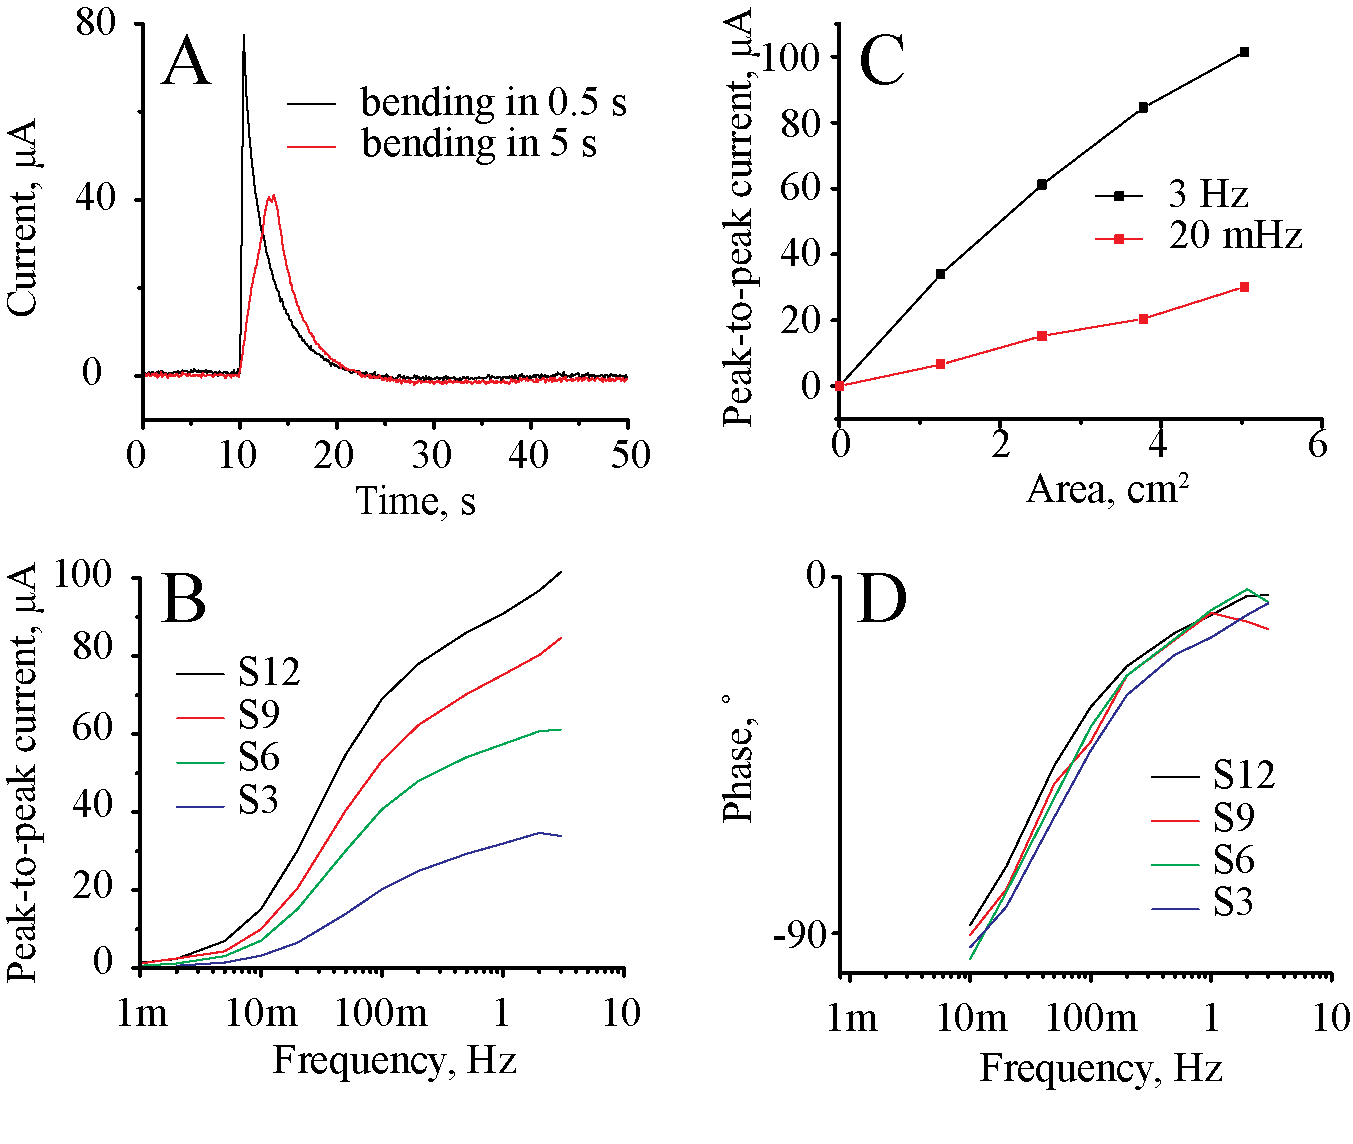 A
80
40
0
Current, μA
bending in 0.5 s
bending in 5 s
0 10 20 30 40 50
Time, s
C
100
80
60
40
20
0
Peak-to-peak current, μA
3 Hz
20 mHz
0 2 4 6
Area, cm²
B
100
80
60
40
20
0
Peak-to-peak current, μA
S12
S9
S6
S3
1m 10m 100m 1 10
Frequency, Hz
D
0
-90
Phase, °
S12
S9
S6
S3
1m 10m 100m 1 10
Frequency, Hz